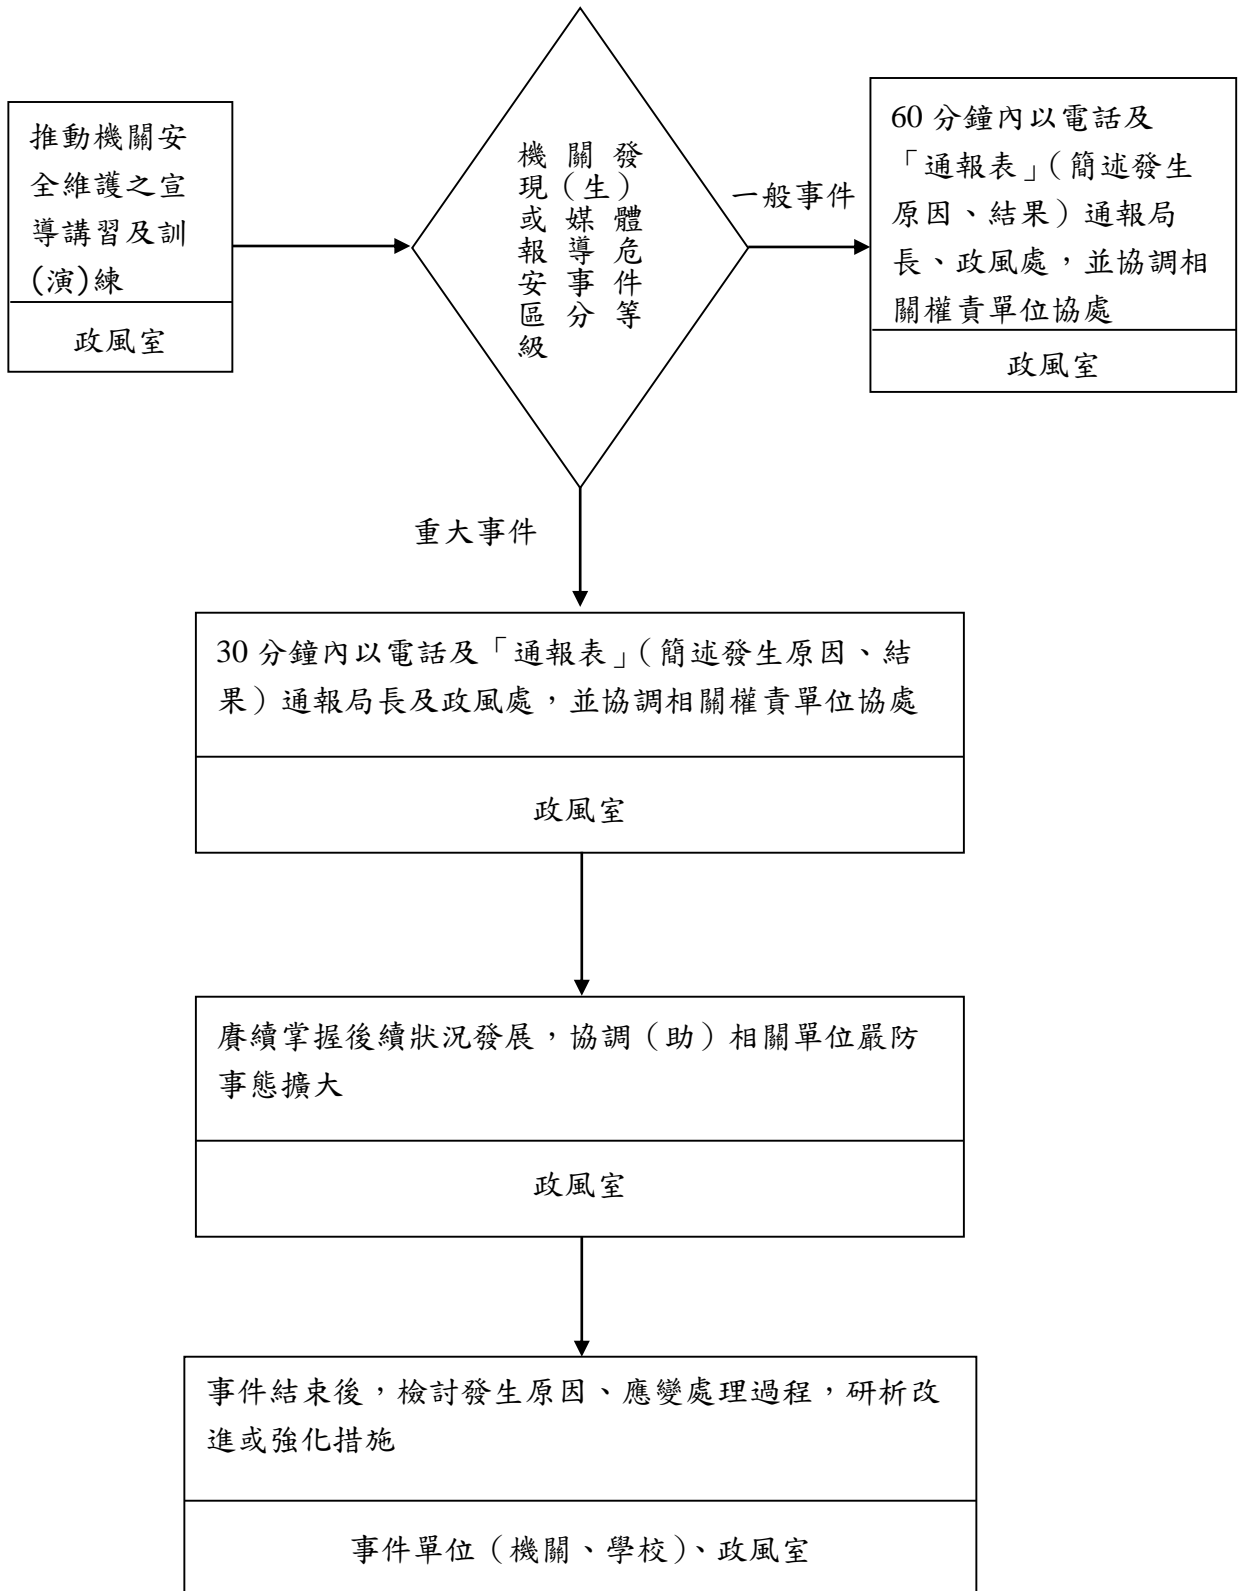 推動機關安
全維護之宣
導講習及訓
(演)練
政風室
機關發
現(生)
或媒體
報導危
安事件
區分等
級
一般事件
60 分鐘內以電話及
「通報表」(簡述發生
原因、結果)通報局
長、政風處，並協調相
關權責單位協處
政風室
重大事件
30 分鐘內以電話及「通報表」(簡述發生原因、結
果)通報局長及政風處，並協調相關權責單位協處
政風室
賡續掌握後續狀況發展，協調（助）相關單位嚴防
事態擴大
政風室
事件結束後，檢討發生原因、應變處理過程，研析改
進或強化措施
事件單位（機關、學校）、政風室